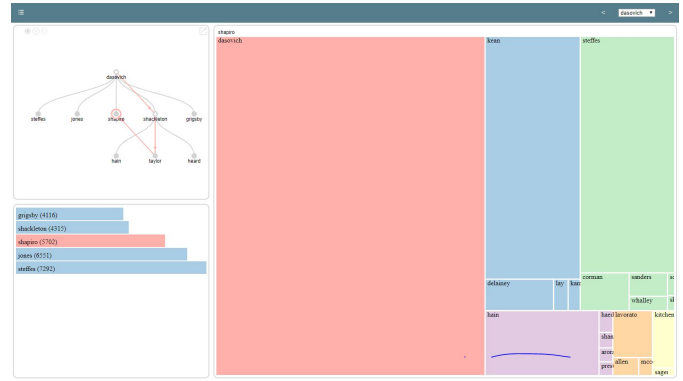 < dasovich >
shapiro
dasovich
steffes jones shapiro shackleton grigsby
hain taylor heard
grigsby (4116)
shackleton (4315)
shapiro (5702)
jones (6551)
steffes (7292)
dasovich
kean
steffes
delainey
lay
corman
sanders
whalley
hain
lavorato
kitchen
allen